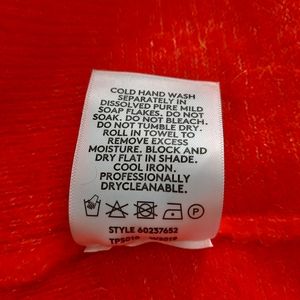 COLD HAND WASH
SEPARATELY IN
DISSOLVED PURE MILD
SOAP FLAKES. DO NOT
SOAK. DO NOT BLEACH.
DO NOT TUMBLE DRY.
ROLL IN TOWEL TO
REMOVE EXCESS
MOISTURE. BLOCK AND
DRY FLAT IN SHADE.
COOL IRON.
PROFESSIONALLY
DRYCLEANABLE.
P
STYLE 60237652